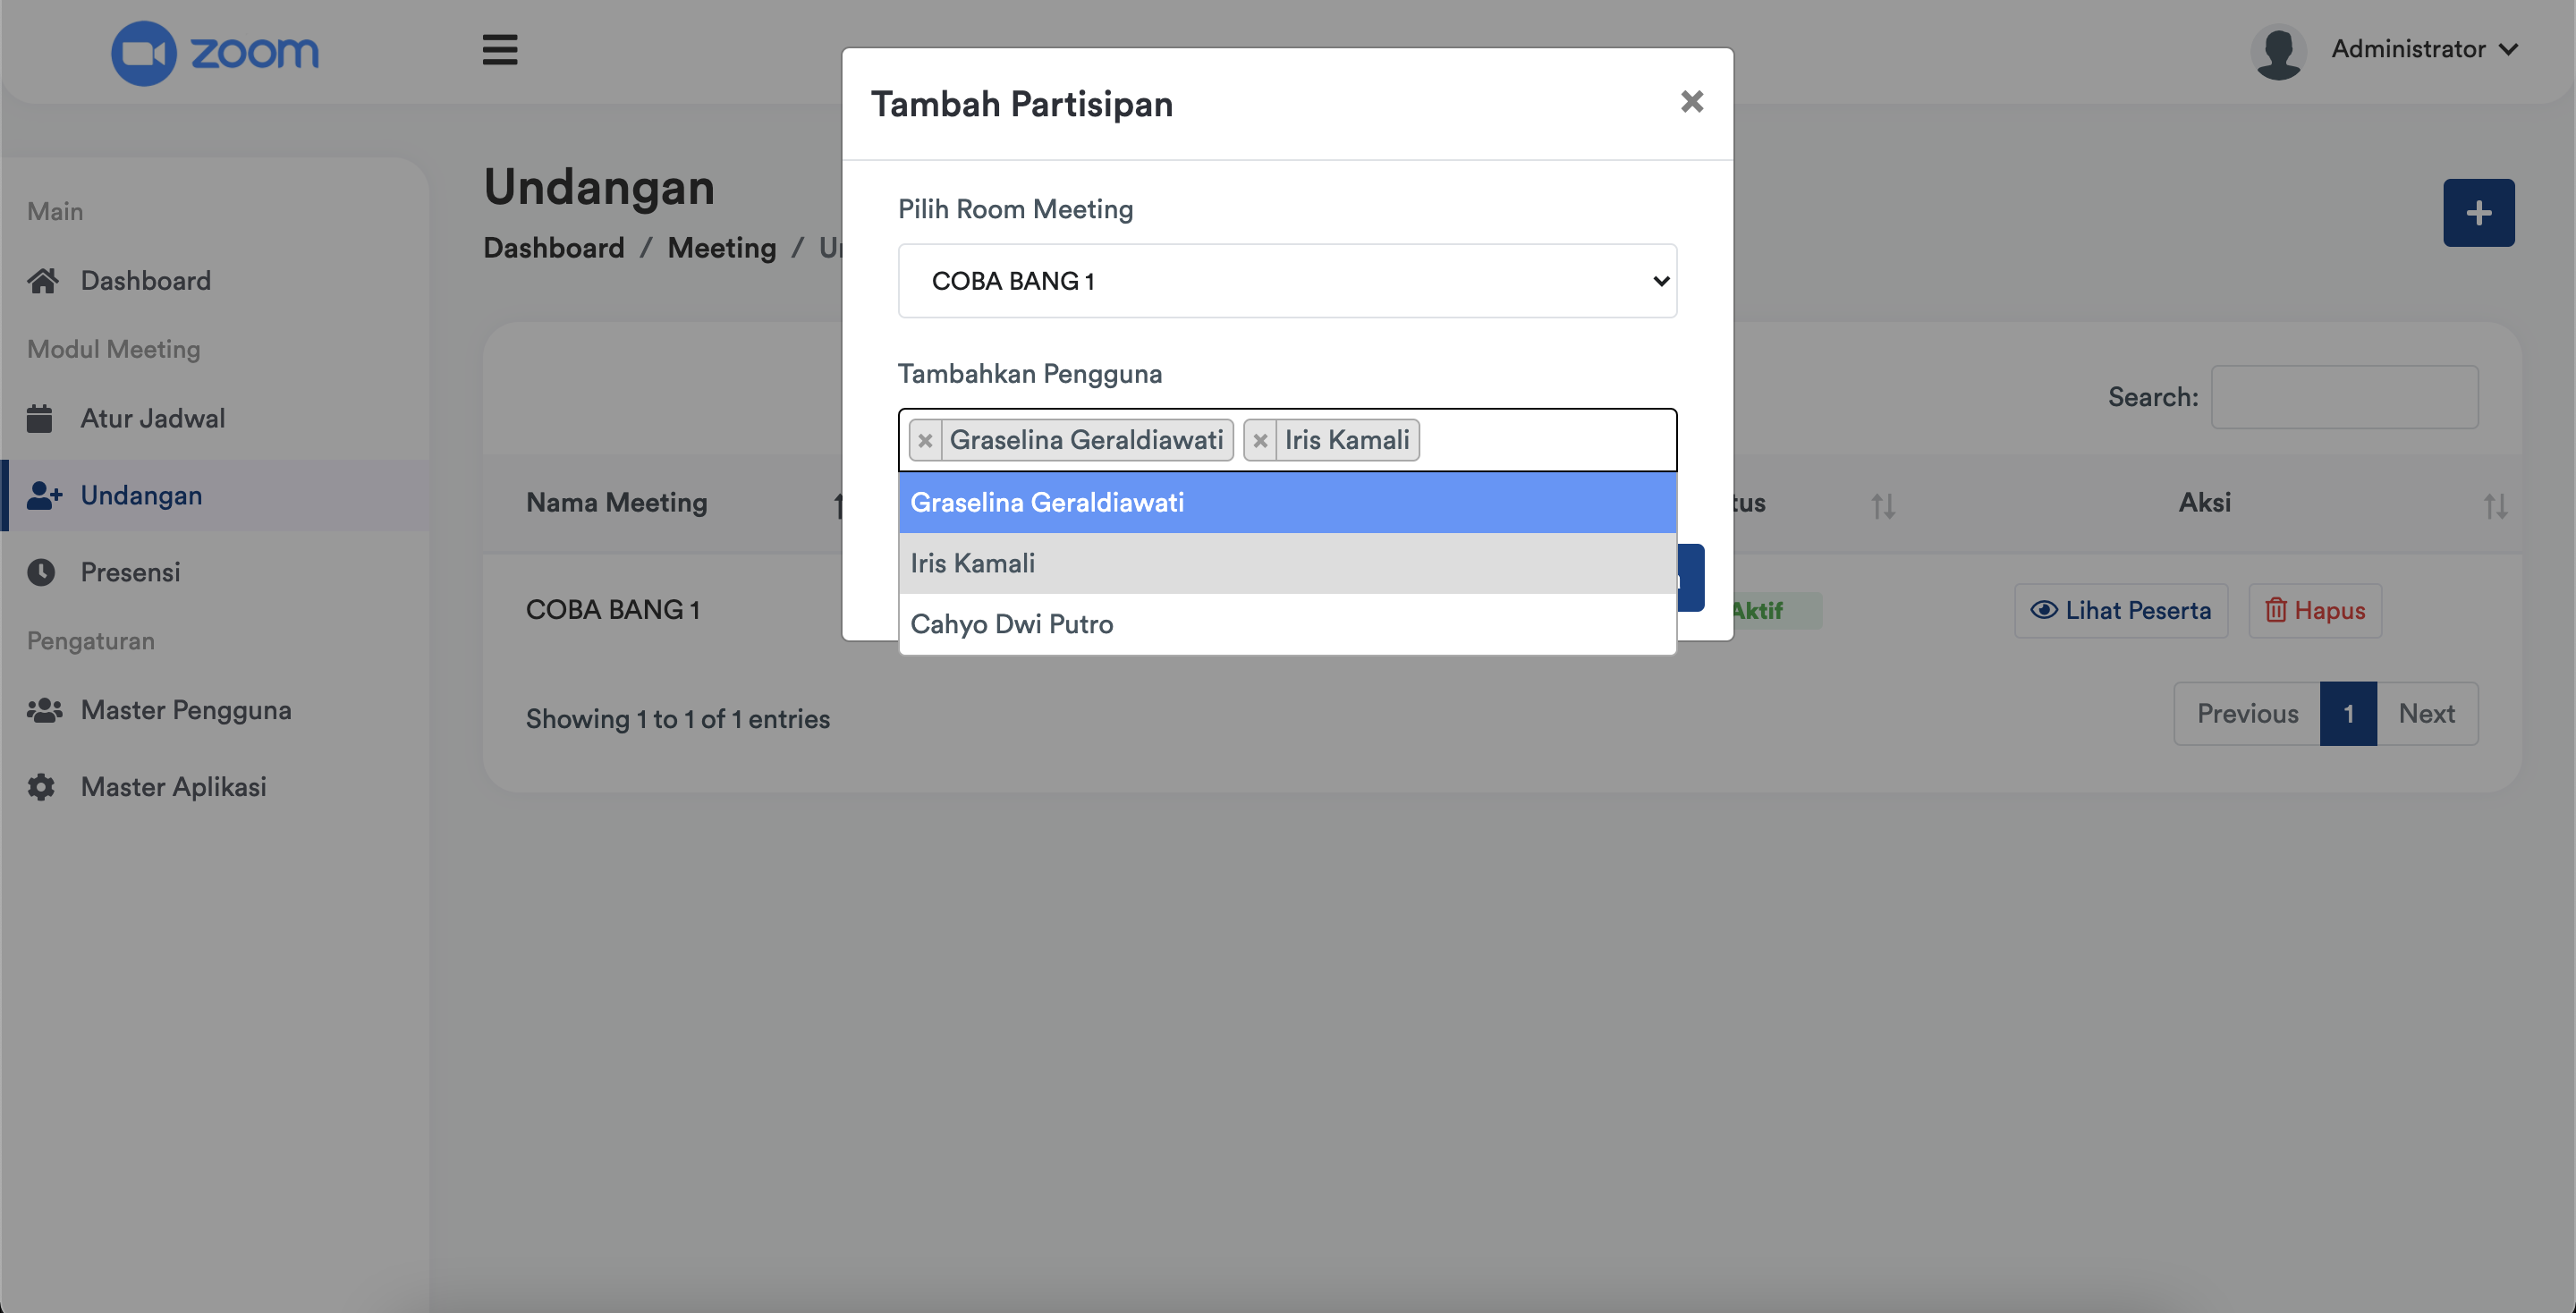 zoom
Administrator
Tambah Partisipan
Main
Dashboard
Modul Meeting
Atur Jadwal
Undangan
Presensi
Pengaturan
Master Pengguna
Master Aplikasi
Undangan
Dashboard / Meeting /
Pilih Room Meeting
COBA BANG 1
Tambahkan Pengguna
× Graselina Geraldiawati × Iris Kamali
Graselina Geraldiawati
Iris Kamali
Cahyo Dwi Putro
Search:
Nama Meeting Aksi
COBA BANG 1 Aktif Lihat Peserta Hapus
Showing 1 to 1 of 1 entries
Previous 1 Next